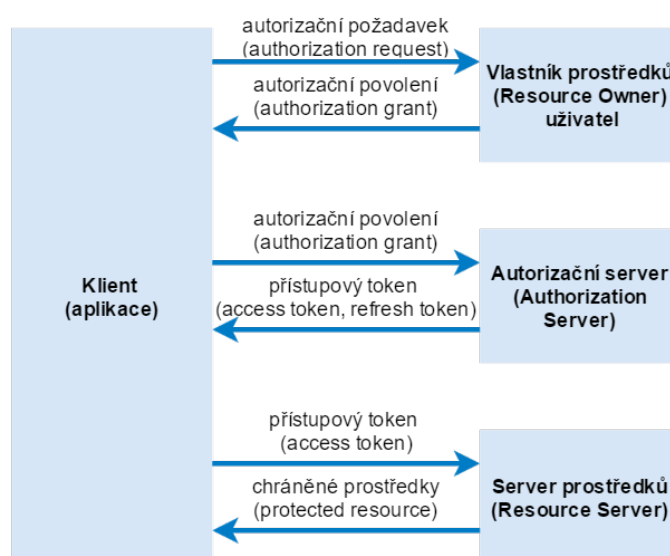 autorizační požadavek
(authorization request)
autorizační povolení
(authorization grant)
Vlastník prostředků
(Resource Owner)
uživatel
autorizační povolení
(authorization grant)
přístupový token
(access token, refresh token)
Autorizační server
(Authorization
Server)
Klient
(aplikace)
přístupový token
(access token)
chráněné prostředky
(protected resource)
Server prostředků
(Resource Server)